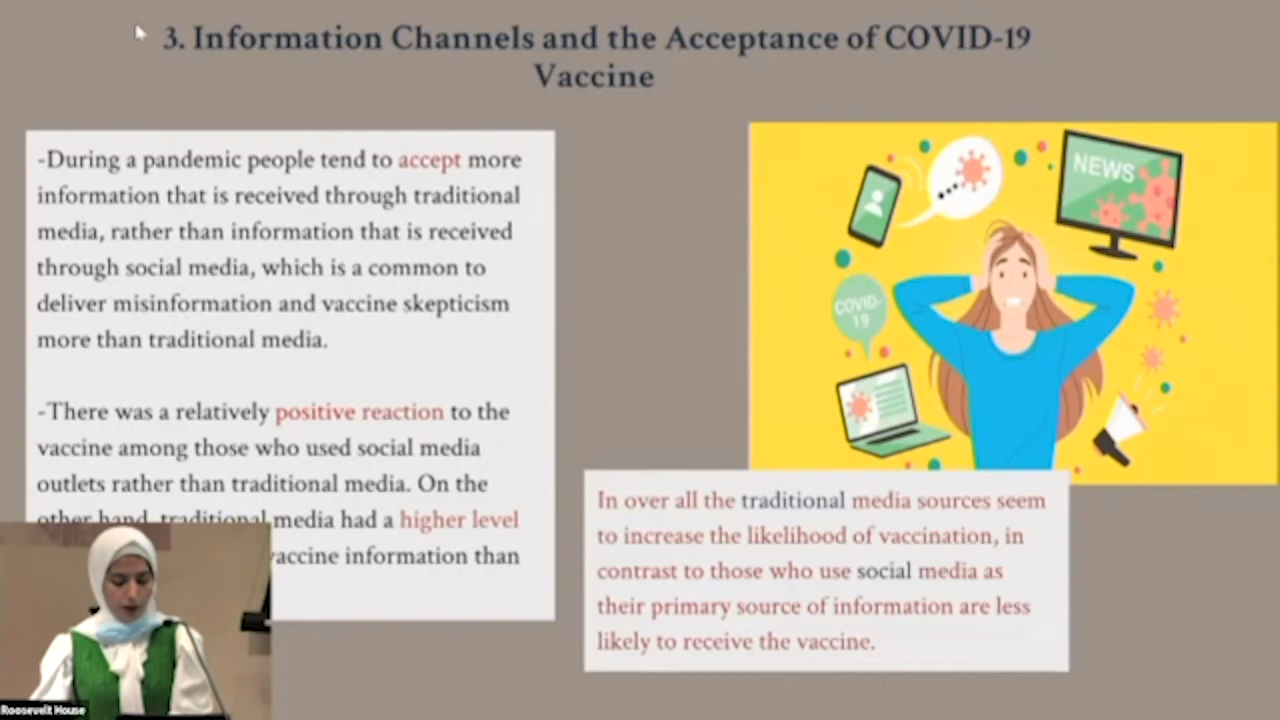 3. Information Channels and the Acceptance of COVID-19
Vaccine
-During a pandemic people tend to accept more
information that is received through traditional
media, rather than information that is received
through social media, which is a common to
deliver misinformation and vaccine skepticism
more than traditional media.
-There was a relatively positive reaction to the
vaccine among those who used social media
outlets rather than traditional media. On the
other hand, traditional media had a higher level
vaccine information than
NEWS
COVID-
19
In over all the traditional media sources seem
to increase the likelihood of vaccination, in
contrast to those who use social media as
their primary source of information are less
likely to receive the vaccine.
Roosevelt House